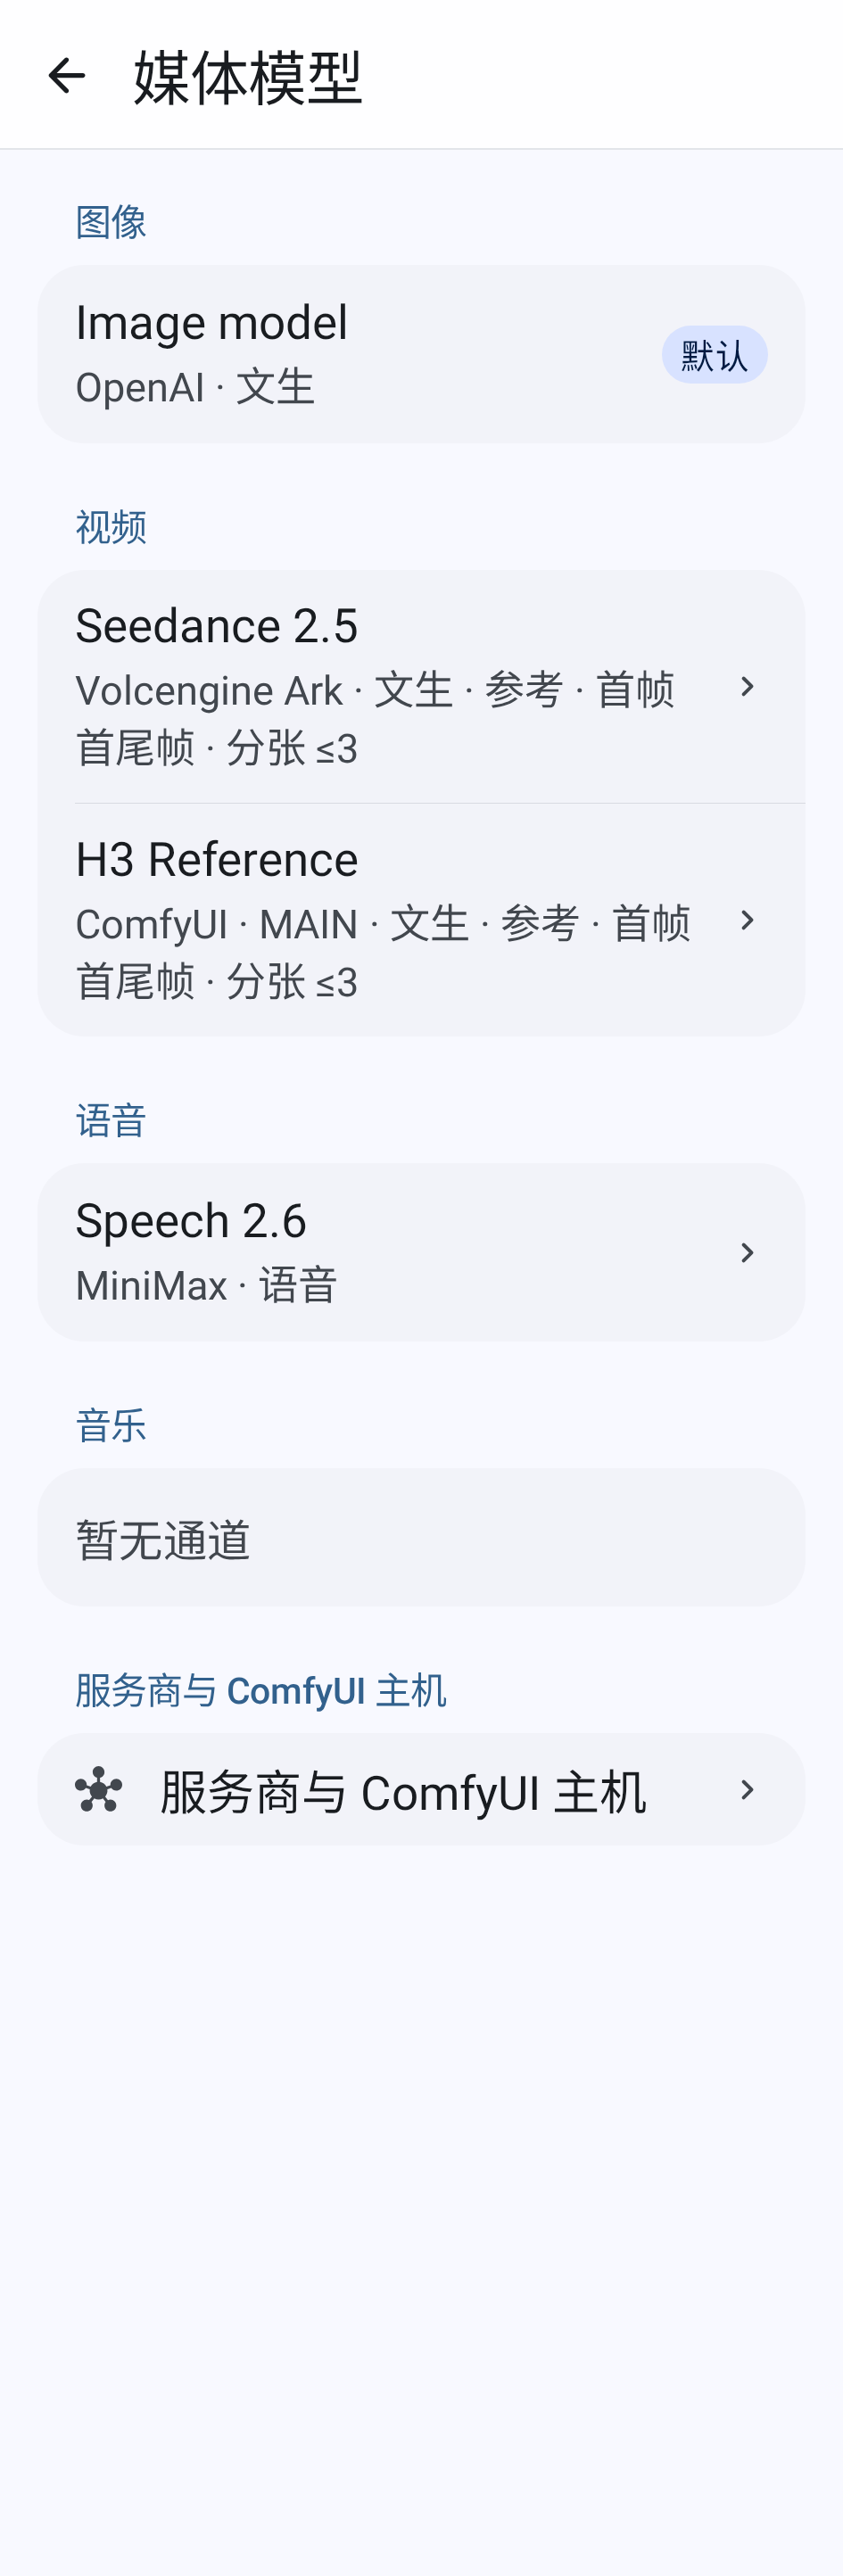 媒体模型
图像
Image model
OpenAI · 文生
默认
视频
Seedance 2.5
Volcengine Ark · 文生 · 参考 · 首帧
首尾帧 · 分张 ≤3
H3 Reference
ComfyUI · MAIN · 文生 · 参考 · 首帧
首尾帧 · 分张 ≤3
语音
Speech 2.6
MiniMax · 语音
音乐
暂无通道
服务商与 ComfyUI 主机
服务商与 ComfyUI 主机